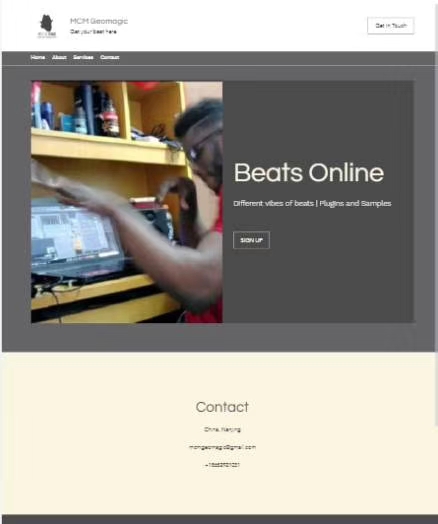 MCM Geomagic
Get your beat here
Get in Touch
Home About Services Contact
Beats Online
Different vibes of beats | Plugins and Samples
SIGN UP
Contact
China, Nanjing
mcmgeomagic@gmail.com